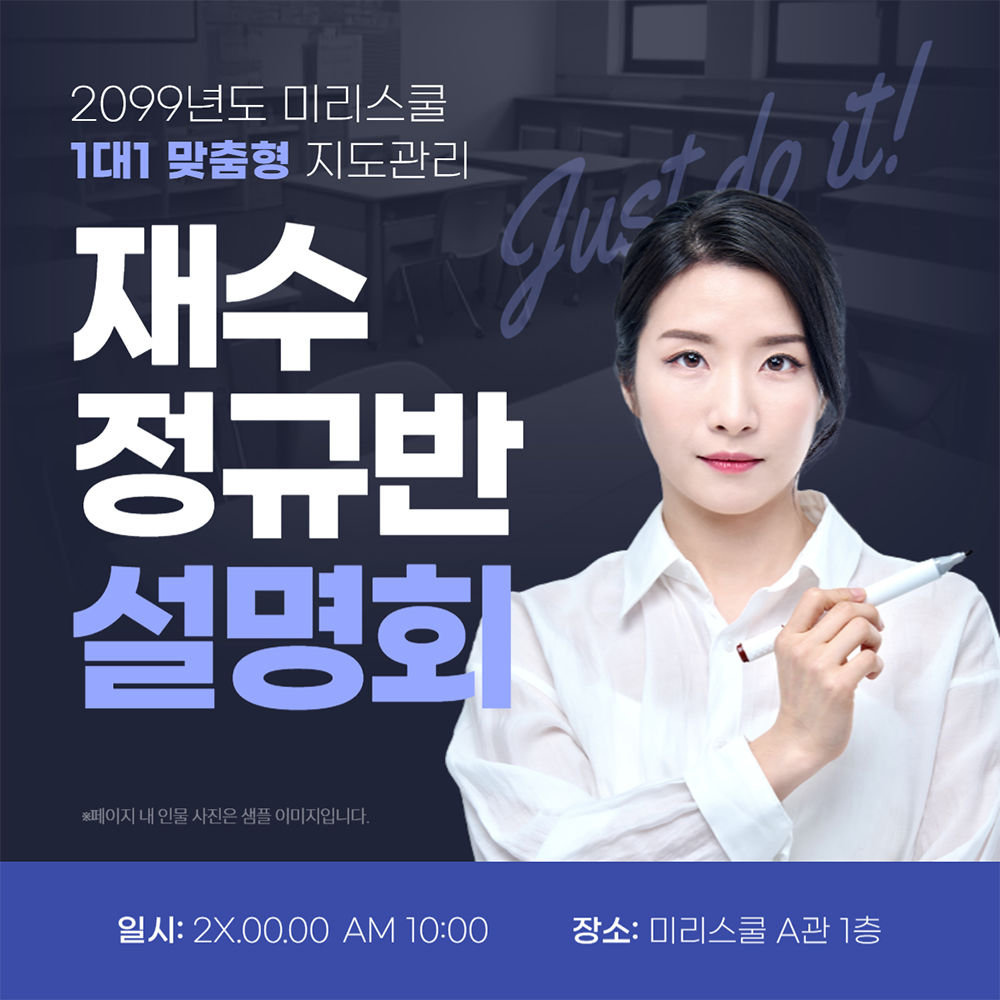 2099년도 미리스쿨
1대1 맞춤형 지도관리
Just do it!
재수
정규반
설명회
※페이지 내 인물 사진은 샘플 이미지입니다.
일시: 2X.00.00 AM 10:00
장소: 미리스쿨 A관 1층